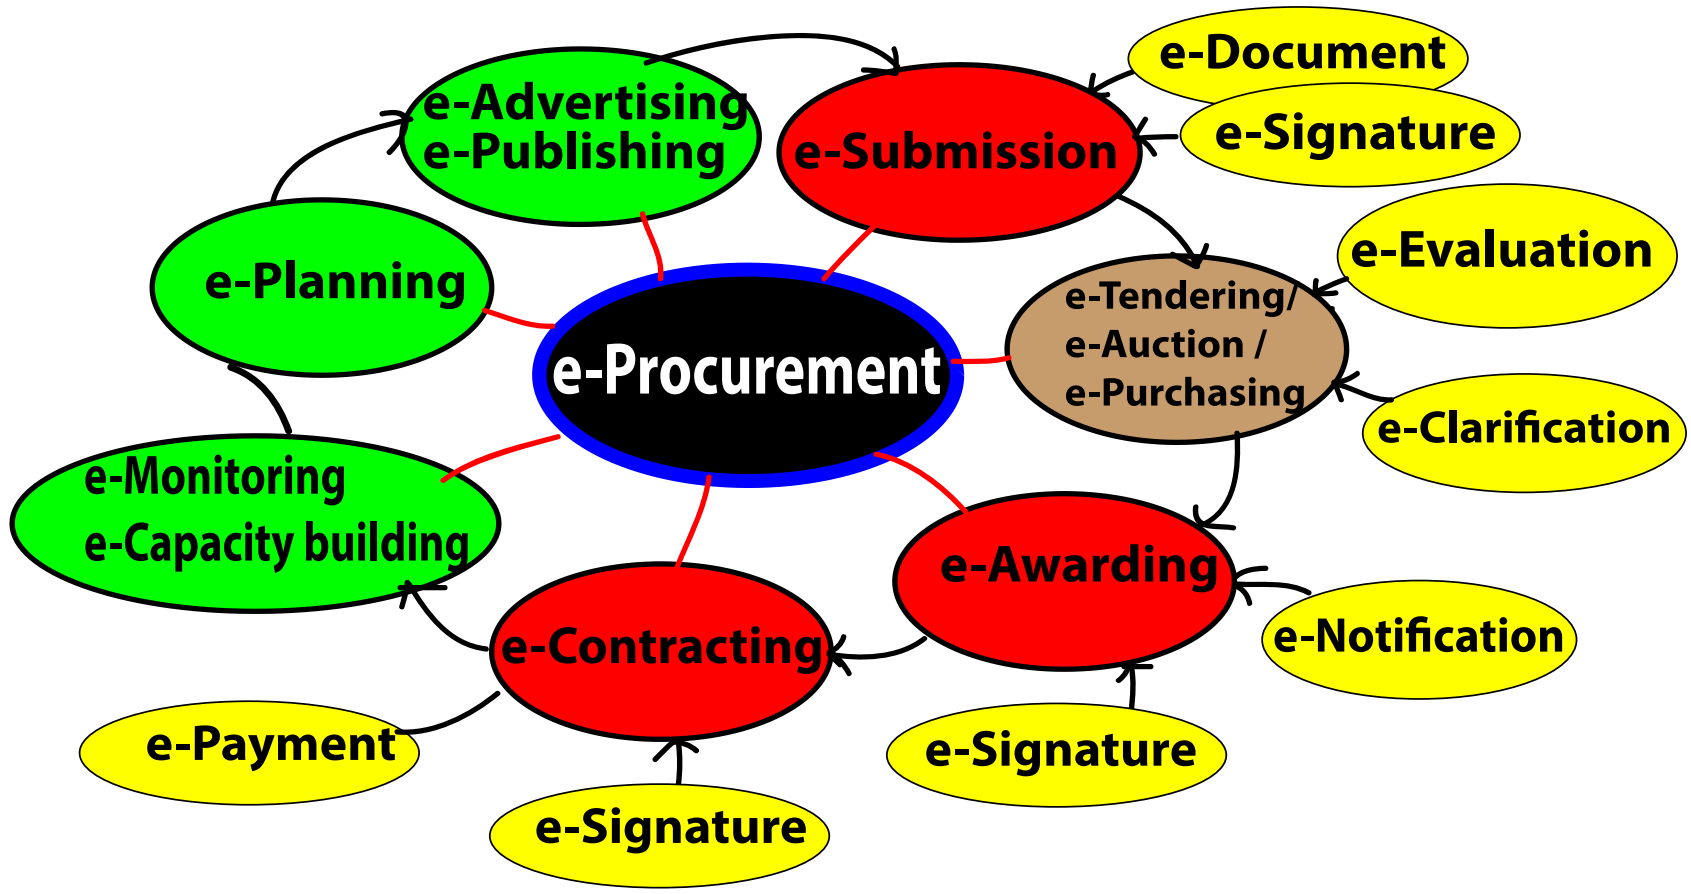 e-Document
e-Advertising
e-Publishing
e-Submission
e-Signature
e-Evaluation
e-Planning
e-Tendering/
e-Auction /
e-Purchasing
e-Procurement
e-Clarification
e-Monitoring
e-Capacity building
e-Awarding
e-Notification
e-Contracting
e-Payment
e-Signature
e-Signature